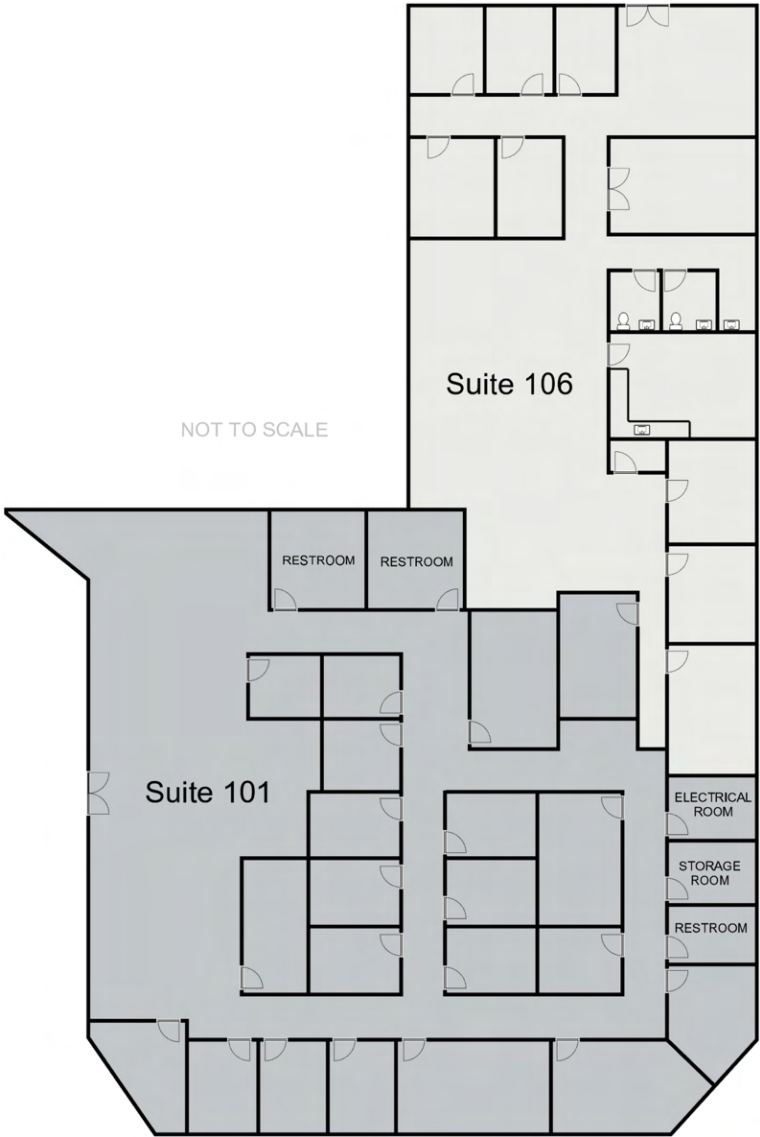 Suite 106
NOT TO SCALE
RESTROOM
RESTROOM
Suite 101
ELECTRICAL
ROOM
STORAGE
ROOM
RESTROOM